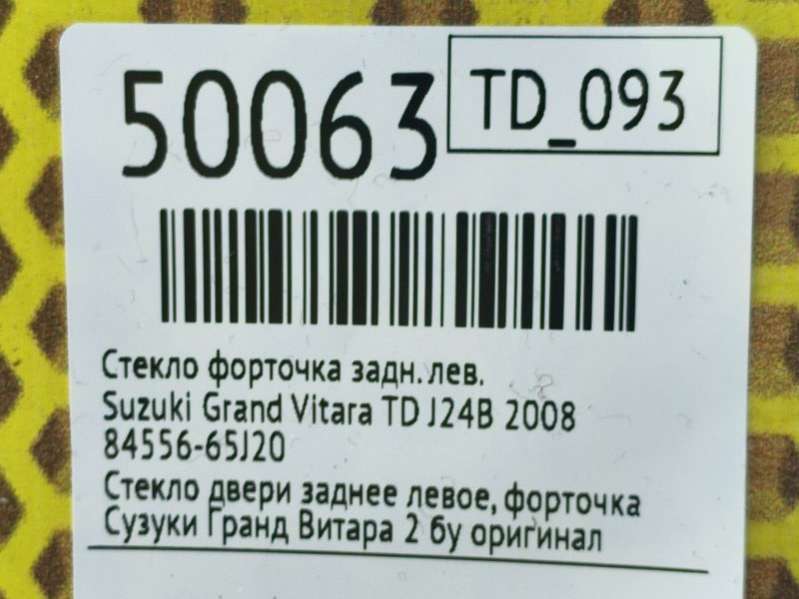 50063
TD_093
Стекло форточка задн.лев.
Suzuki Grand Vitara TD J24B 2008
84556-65J20
Стекло двери заднее левое, форточка
Сузуки Гранд Витара 2 бу оригинал